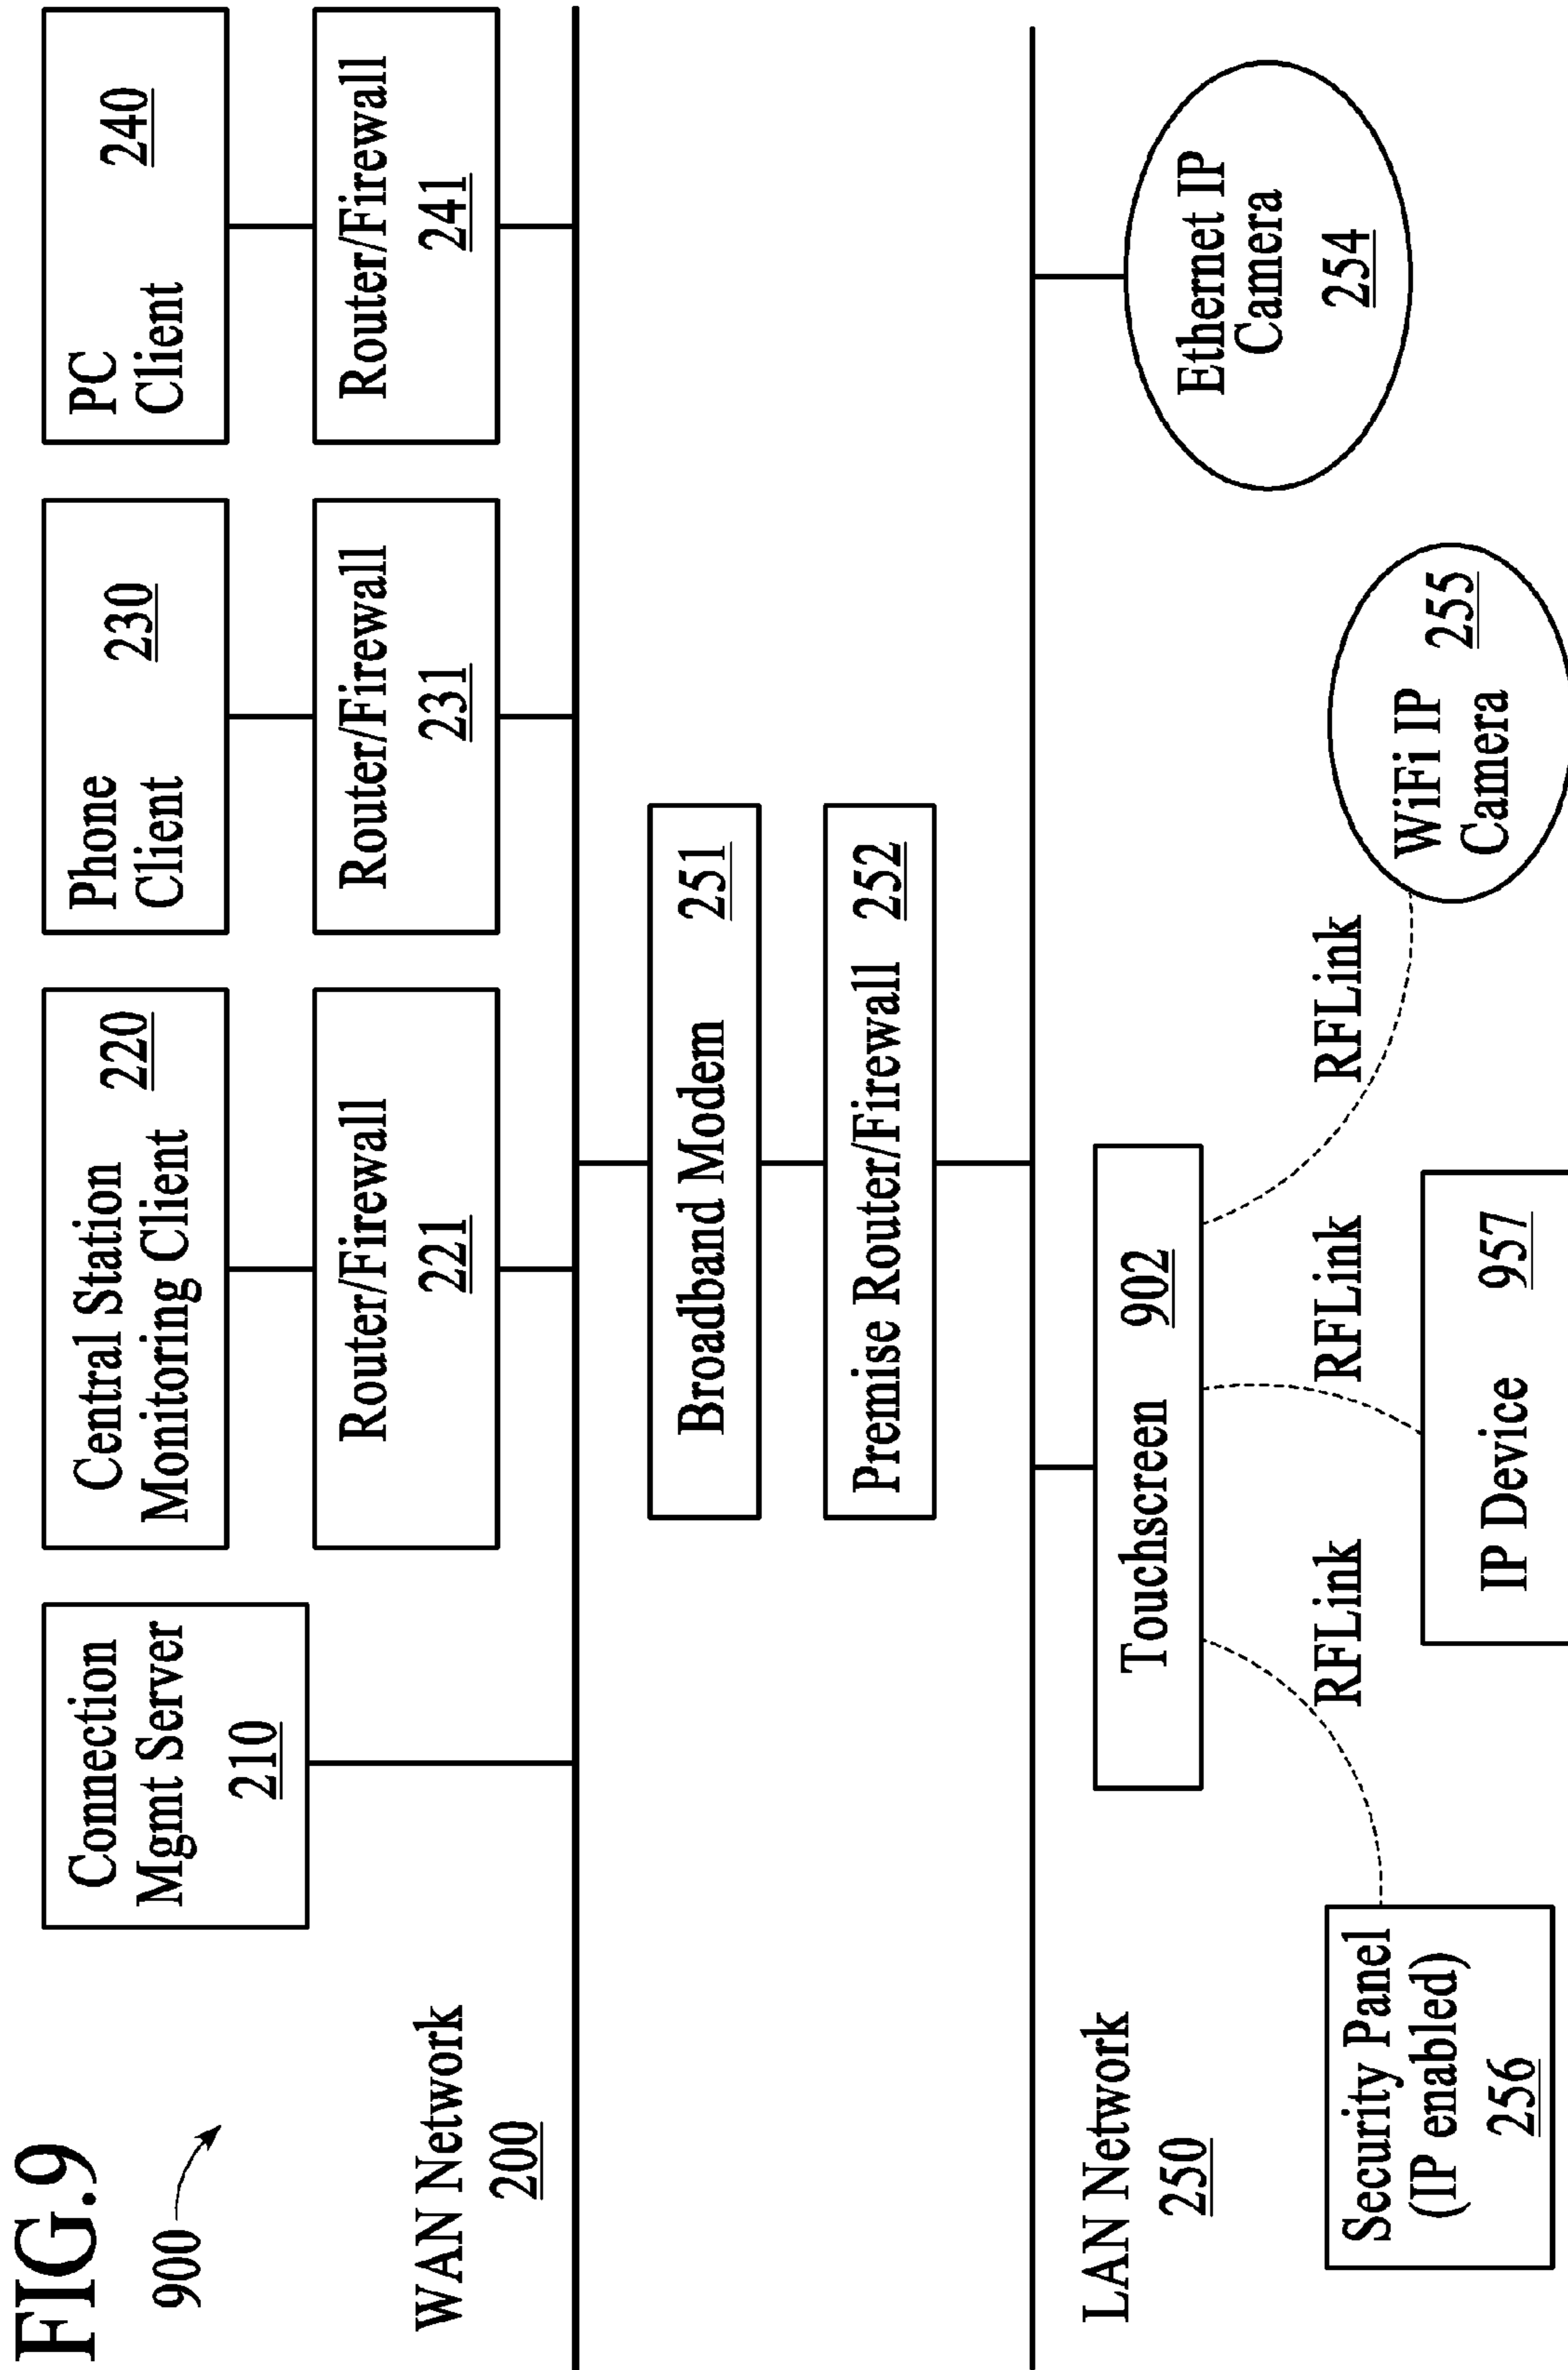 FIG.9
900
Connection
Mgmt Server
210
Central Station
Monitoring Client
220
Phone
Client
230
PC
Client
240
Router/Firewall
221
Router/Firewall
231
Router/Firewall
241
WAN Network
200
Broadband Modem 251
Premise Router/Firewall 252
LAN Network
250
Touchscreen 902
Ethernet IP
Camera
254
RFLink
RFLink
RFLink
Security Panel
(IP enabled)
256
IP Device 957
WiFi IP
Camera
255